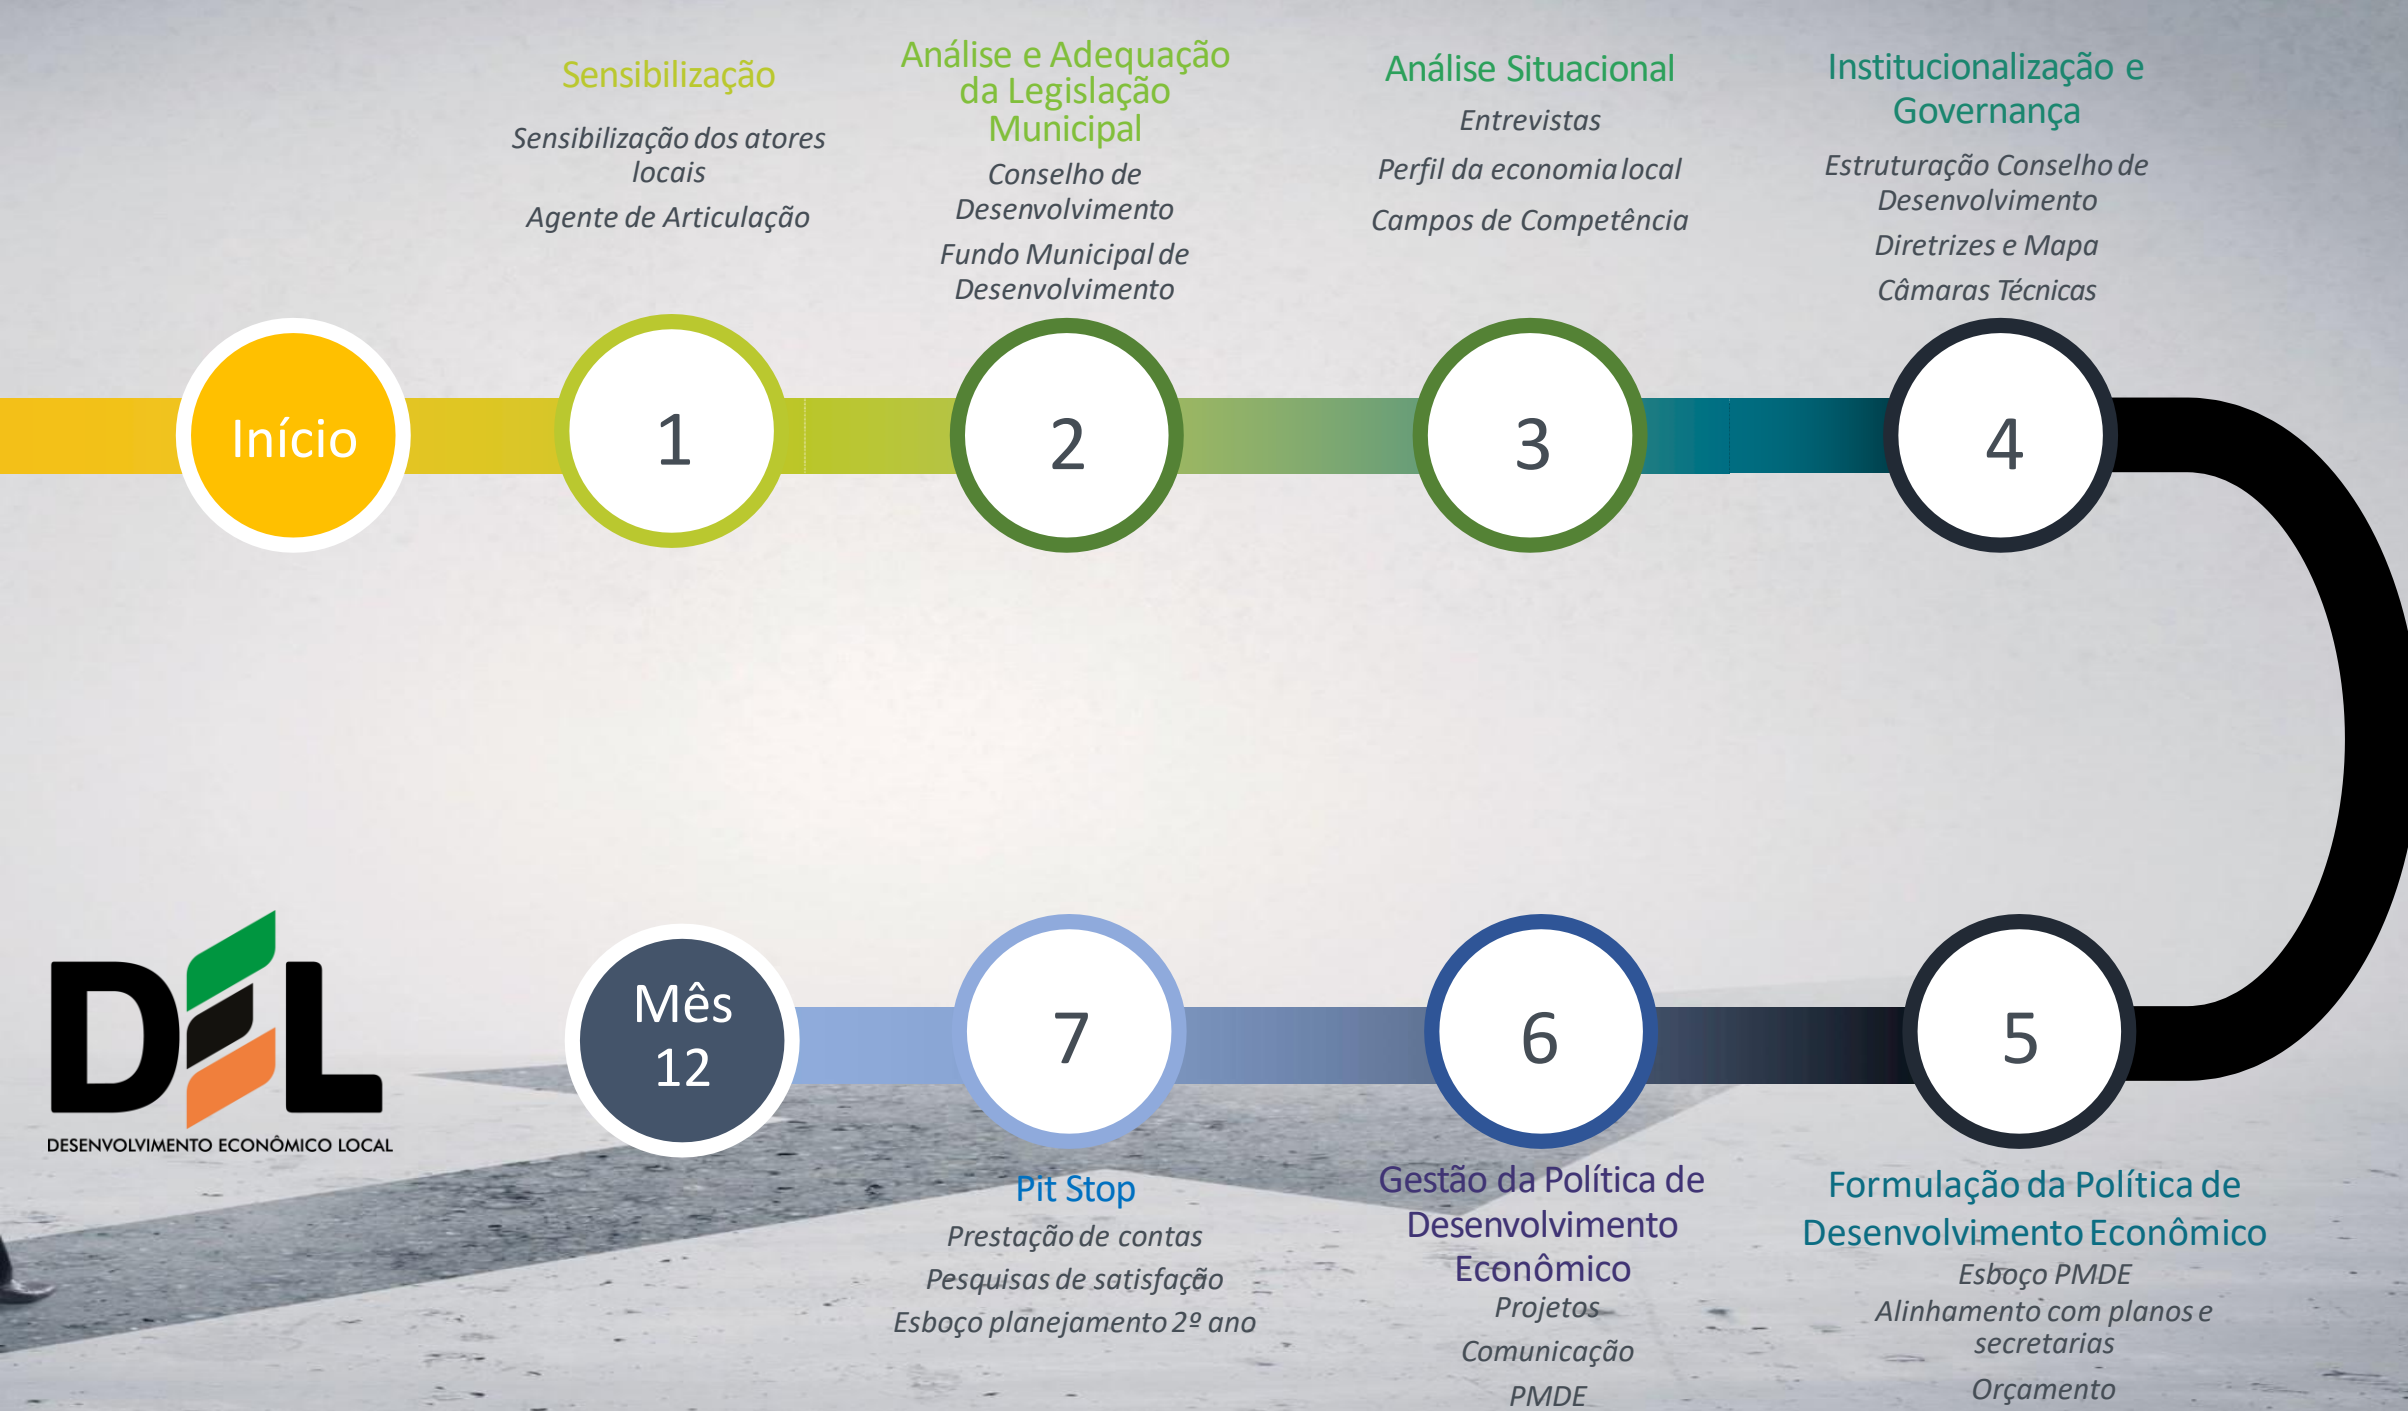 Sensibilização
Sensibilização dos atores
locais
Agente de Articulação
Análise e Adequação
da Legislação
Municipal
Conselho de
Desenvolvimento
Fundo Municipal de
Desenvolvimento
Análise Situacional
Entrevistas
Perfil da economia local
Campos de Competência
Institucionalização e
Governança
Estruturação Conselho de
Desenvolvimento
Diretrizes e Mapa
Câmaras Técnicas
Início
1
2
3
4
DEL
DESENVOLVIMENTO ECONÔMICO LOCAL
Mês
12
7
6
5
Pit Stop
Prestação de contas
Pesquisas de satisfação
Esboço planejamento 2º ano
Gestão da Política de
Desenvolvimento
Econômico
Projetos
Comunicação
PMDE
Formulação da Política de
Desenvolvimento Econômico
Esboço PMDE
Alinhamento com planos e
secretarias
Orçamento